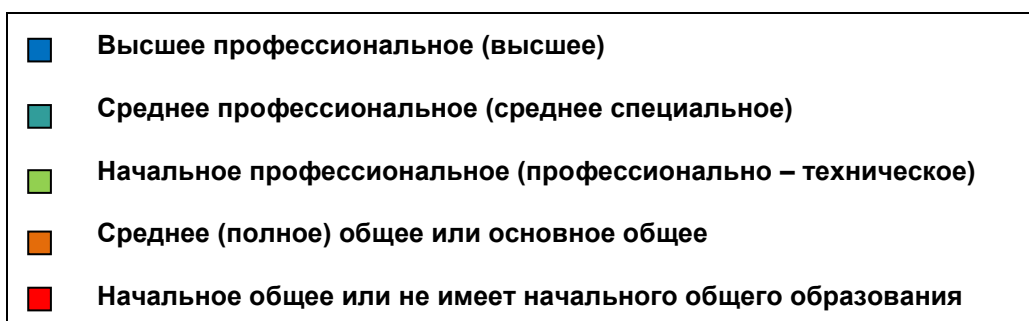 Высшее профессиональное (высшее)
Среднее профессиональное (среднее специальное)
Начальное профессиональное (профессионально – техническое)
Среднее (полное) общее или основное общее
Начальное общее или не имеет начального общего образования